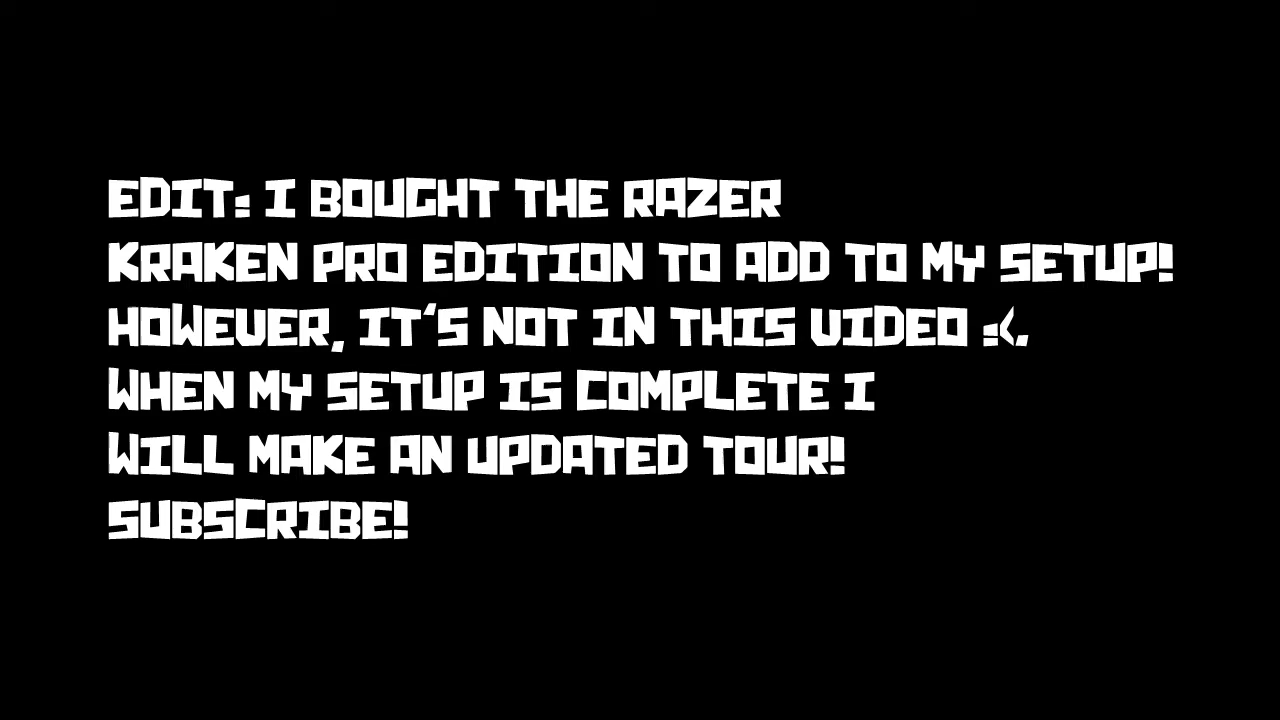 EDIT: I BOUGHT THE RAZER
KRAKEN PRO EDITION TO ADD TO MY SETUP!
HOWEVER, IT'S NOT IN THIS VIDEO :(.
WHEN MY SETUP IS COMPLETE I
WILL MAKE AN UPDATED TOUR!
SUBSCRIBE!